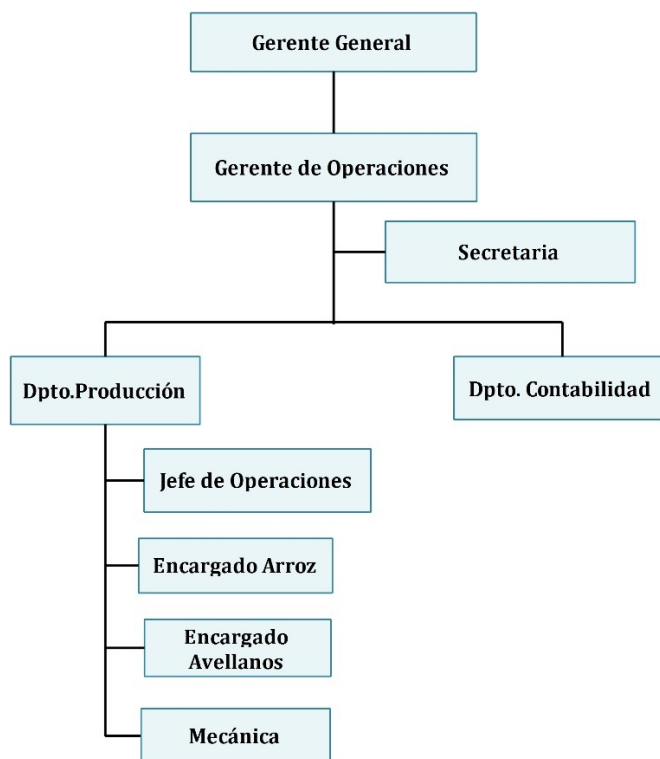 Gerente General
Gerente de Operaciones
Secretaria
Dpto.Producción
Dpto. Contabilidad
Jefe de Operaciones
Encargado Arroz
Encargado
Avellanos
Mecánica